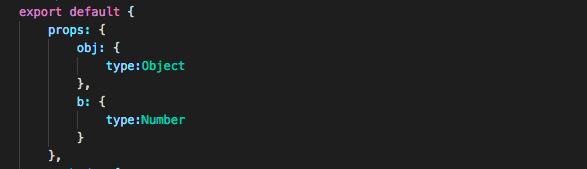 export default {
    props: {
        obj: {
            type:Object
        },
        b: {
            type:Number
        }
    },